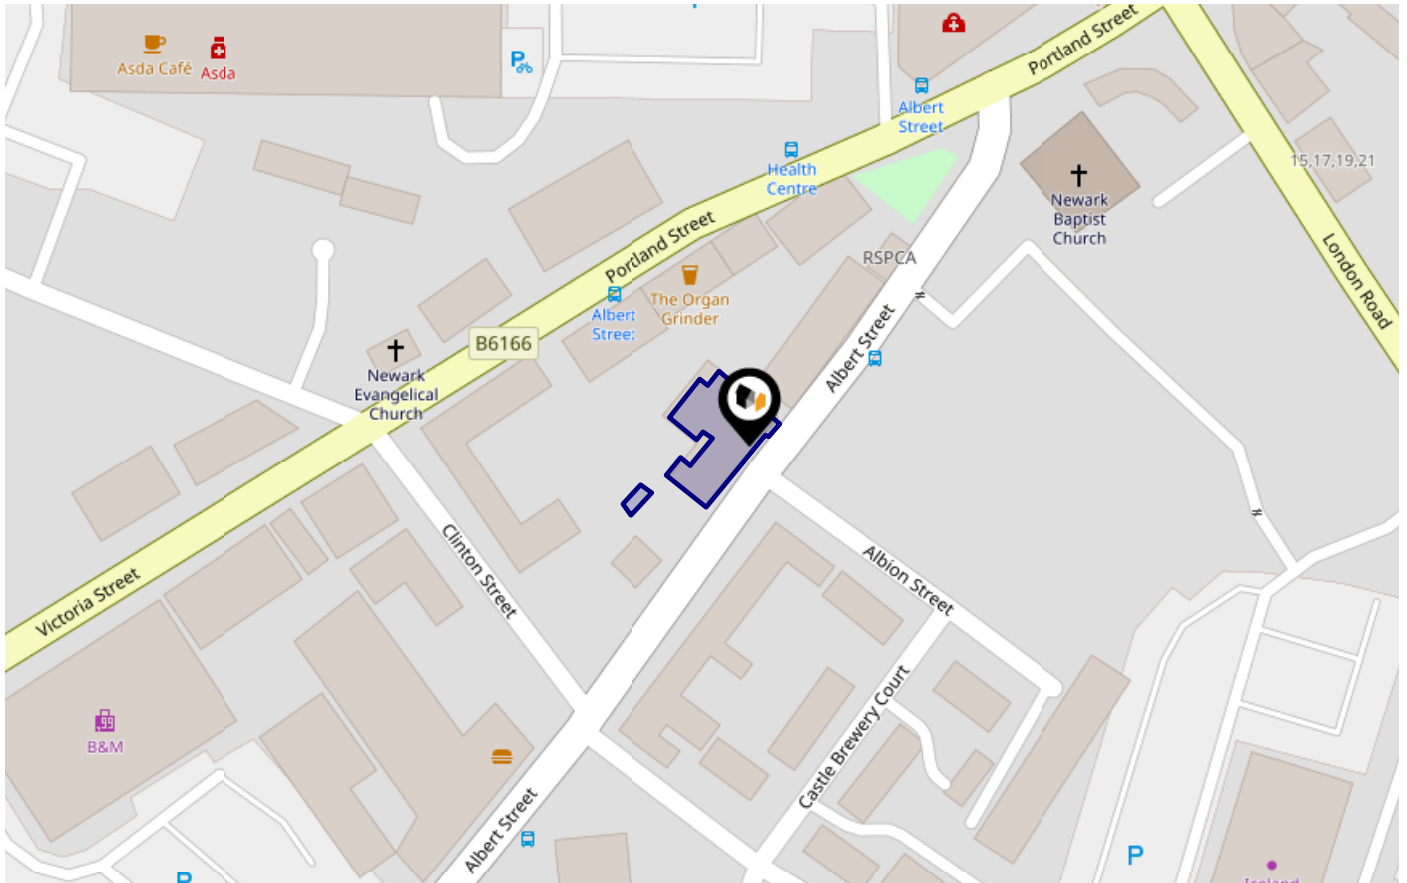 Portland Street
Asda Café
Asda
P
Albert
Street
Health
Centre
15,17,19,21
Newark
Baptist
Church
London Road
Portland Street
RSPCA
The Organ
Grinder
Albert
Street
B6166
Albert Street
Newark
Evangelical
Church
Clinton Street
Albion Street
Victoria Street
Castle Brewery Court
99
B&M
Albert Street
P
P
Iceland